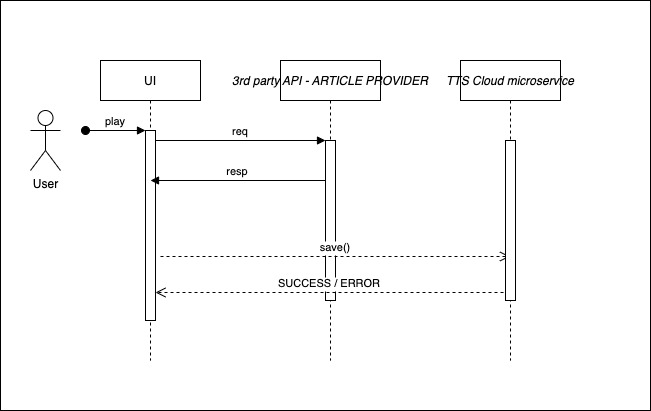 UI
3rd party API - ARTICLE PROVIDER
TTS Cloud microservice
play
req
resp
User
save()
SUCCESS / ERROR